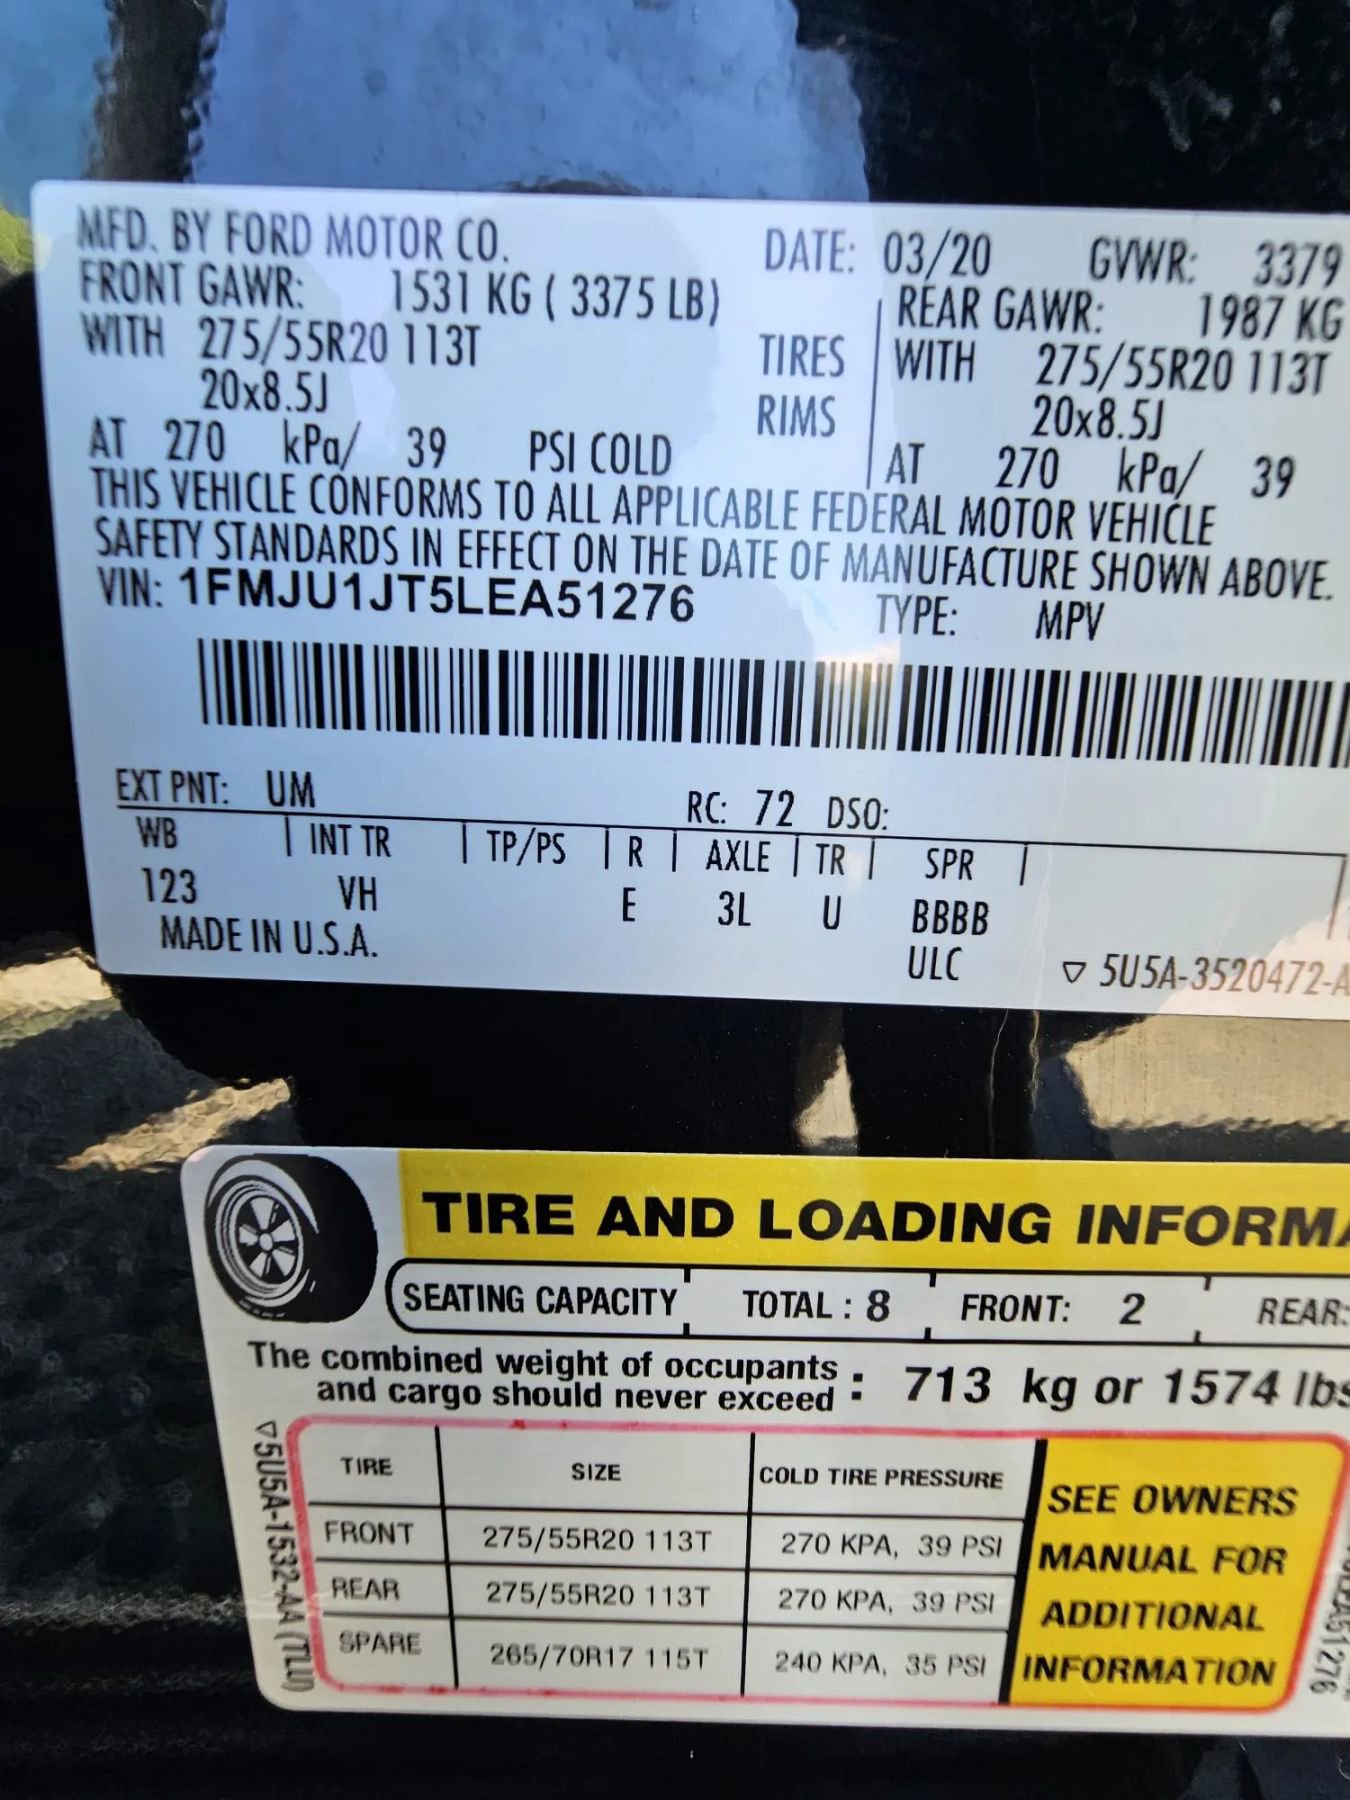 MFD. BY FORD MOTOR CO. DATE: 03/20 GVWR: 3379
FRONT GAWR: 1531 KG ( 3375 LB) REAR GAWR: 1987 KG
WITH 275/55R20 113T TIRES WITH 275/55R20 113T
20x8.5J RIMS 20x8.5J
AT 270 kPa/ 39 PSI COLD AT 270 kPa/ 39
THIS VEHICLE CONFORMS TO ALL APPLICABLE FEDERAL MOTOR VEHICLE
SAFETY STANDARDS IN EFFECT ON THE DATE OF MANUFACTURE SHOWN ABOVE.
VIN: 1FMJU1JT5LEA51276 TYPE: MPV
EXT PNT: UM RC: 72 DSO:
WB INT TR TP/PS R AXLE TR SPR
123 VH E 3L U BBBB
MADE IN U.S.A. ULC ▽ 5U5A-3520472-A
TIRE AND LOADING INFORMA
SEATING CAPACITY TOTAL : 8 FRONT: 2 REAR:
The combined weight of occupants
and cargo should never exceed : 713 kg or 1574 lbs
TIRE SIZE COLD TIRE PRESSURE
FRONT 275/55R20 113T 270 KPA, 39 PSI
REAR 275/55R20 113T 270 KPA, 39 PSI
SPARE 265/70R17 115T 240 KPA, 35 PSI
SEE OWNERS
MANUAL FOR
ADDITIONAL
INFORMATION
▽5U5A-1532-AA (TLU)